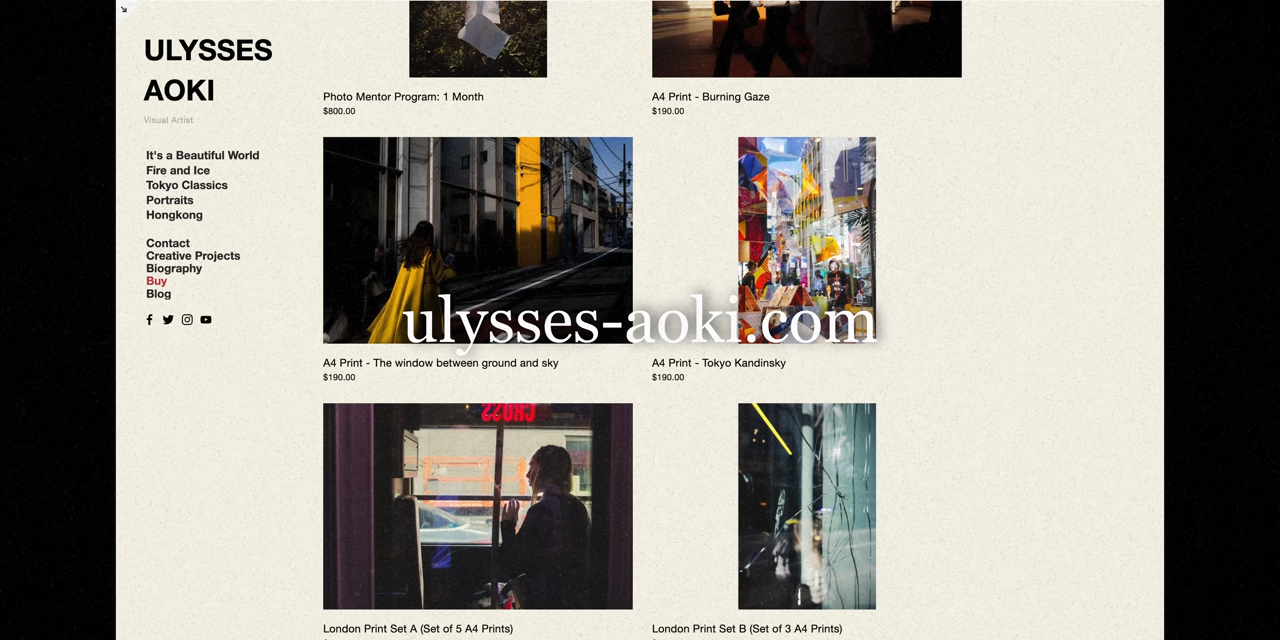 ULYSSES
AOKI
Visual Artist
It's a Beautiful World
Fire and Ice
Tokyo Classics
Portraits
Hongkong
Contact
Creative Projects
Biography
Buy
Blog
Photo Mentor Program: 1 Month
$800.00
A4 Print - Burning Gaze
$190.00
ulysses-aoki.com
A4 Print - The window between ground and sky
$190.00
A4 Print - Tokyo Kandinsky
$190.00
London Print Set A (Set of 5 A4 Prints)
London Print Set B (Set of 3 A4 Prints)